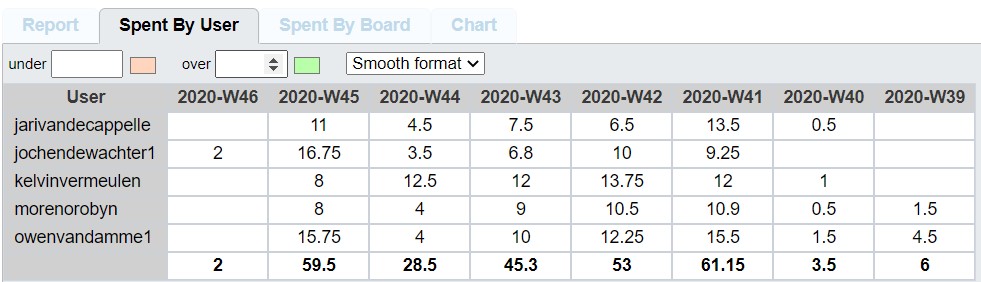 Report Spent By User Spent By Board Chart
under over Smooth format
User 2020-W46 2020-W45 2020-W44 2020-W43 2020-W42 2020-W41 2020-W40 2020-W39
jarivandecappelle 11 4.5 7.5 6.5 13.5 0.5
jochendewachter1 2 16.75 3.5 6.8 10 9.25
kelvinvermeulen 8 12.5 12 13.75 12 1
morenorobyn 8 4 9 10.5 10.9 0.5 1.5
owenvandamme1 15.75 4 10 12.25 15.5 1.5 4.5
2 59.5 28.5 45.3 53 61.15 3.5 6